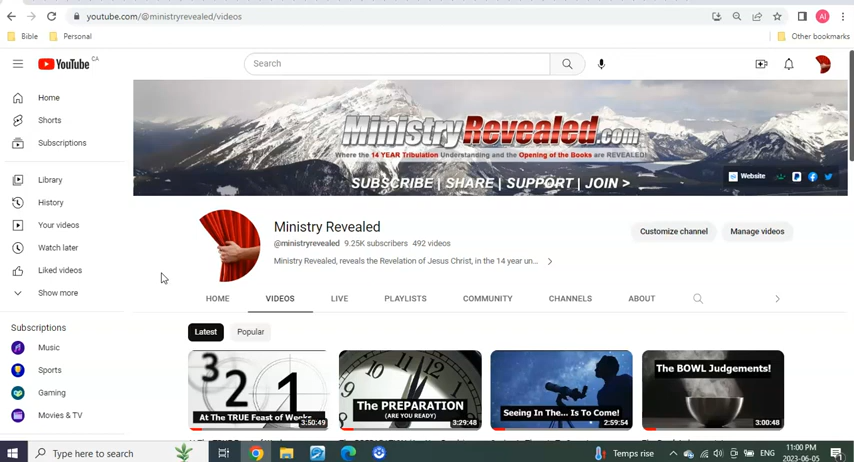 youtube.com/@ministryrevealed/videos
Bible
Personal
Other bookmarks
YouTube CA
Search
Home
Shorts
Subscriptions
Library
History
Your videos
Watch later
Liked videos
Show more
Subscriptions
Music
Sports
Gaming
Movies & TV
MinistryRevealed.com
Where the 14 YEAR Tribulation Understanding and the Opening of the Books are REVEALED!
SUBSCRIBE | SHARE | SUPPORT | JOIN >
Website
Ministry Revealed
@ministryrevealed 9.25K subscribers 492 videos
Ministry Revealed, reveals the Revelation of Jesus Christ, in the 14 year un...
Customize channel
Manage videos
HOME VIDEOS LIVE PLAYLISTS COMMUNITY CHANNELS ABOUT
Latest
Popular
3 2 1
At The TRUE Feast of Weeks
3:50:49
The PREPARATION
(ARE YOU READY)
3:29:48
Seeing In The... Is To Come!
2:59:54
The BOWL Judgements!
3:00:48
Type here to search
Temps rise
ENG
11:00 PM
2023-06-05